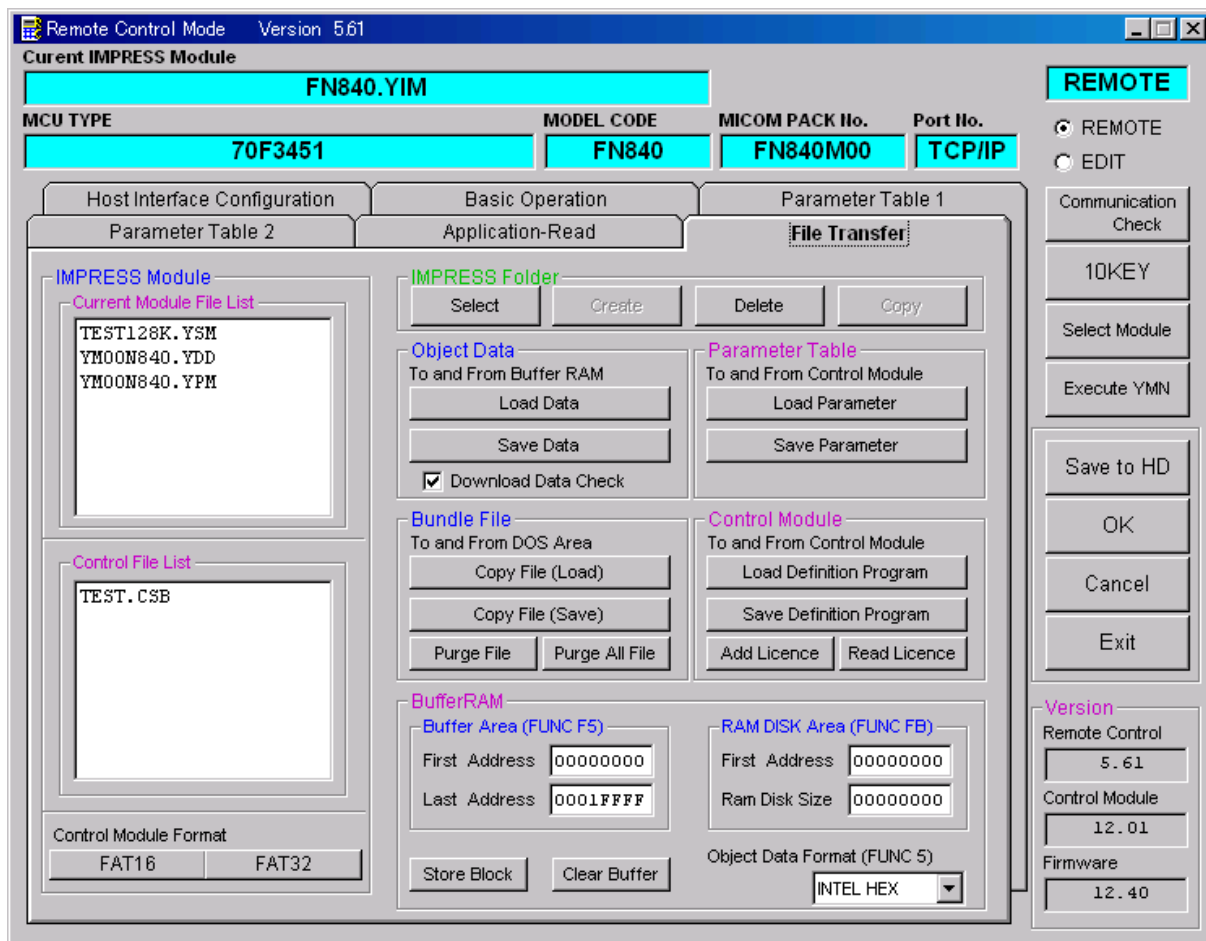 Remote Control Mode Version 5.61
Curent IMPRESS Module
FN840.YIM
REMOTE
MCU TYPE
MODEL CODE
MICOM PACK No.
Port No.
70F3451
FN840
FN840M00
TCP/IP
REMOTE
EDIT
Host Interface Configuration
Basic Operation
Parameter Table 1
Parameter Table 2
Application-Read
File Transfer
Communication
Check
10KEY
Select Module
Execute YMN
Save to HD
OK
Cancel
Exit
IMPRESS Module
Current Module File List
TEST128K.YSM
YM00N840.YDD
YM00N840.YPM
Control File List
TEST.CSB
Control Module Format
FAT16
FAT32
IMPRESS Folder
Select
Create
Delete
Copy
Object Data
To and From Buffer RAM
Load Data
Save Data
Download Data Check
Parameter Table
To and From Control Module
Load Parameter
Save Parameter
Bundle File
To and From DOS Area
Copy File (Load)
Copy File (Save)
Purge File
Purge All File
Control Module
To and From Control Module
Load Definition Program
Save Definition Program
Add Licence
Read Licence
BufferRAM
Buffer Area (FUNC F5)
First Address 00000000
Last Address 0001FFFF
RAM DISK Area (FUNC FB)
First Address 00000000
Ram Disk Size 00000000
Store Block
Clear Buffer
Object Data Format (FUNC 5)
INTEL HEX
Version
Remote Control
5.61
Control Module
12.01
Firmware
12.40